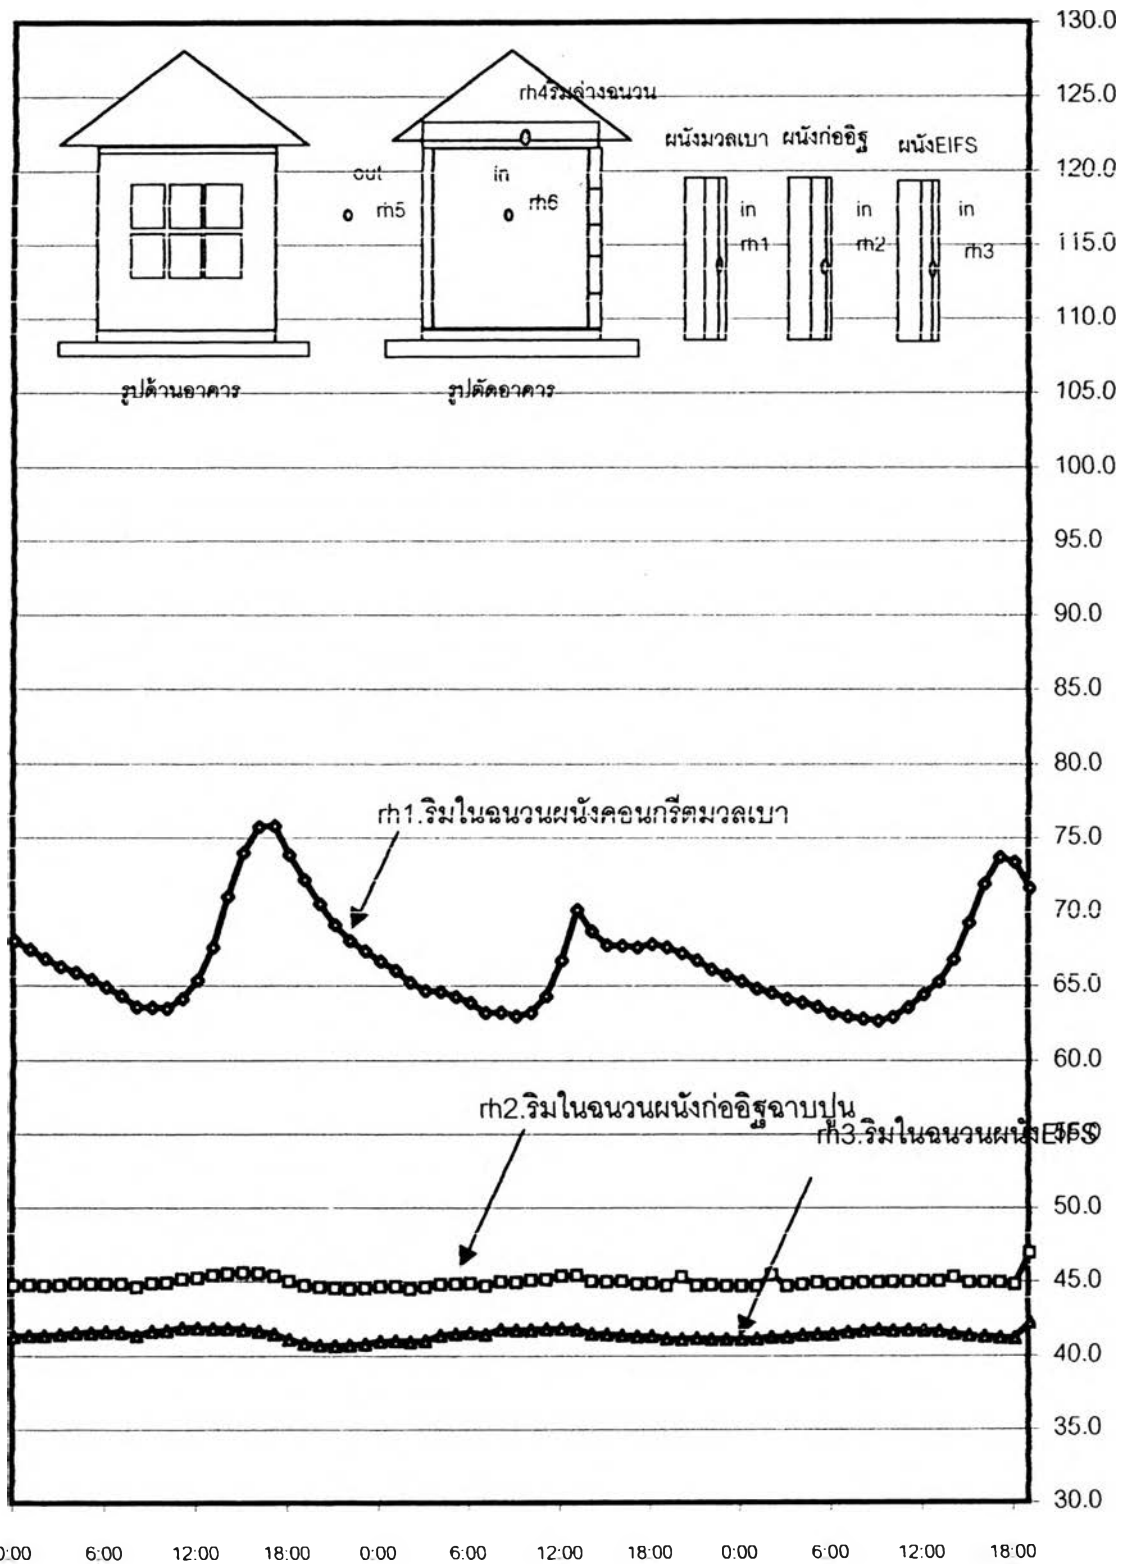 130.0
125.0
120.0
115.0
110.0
105.0
100.0
95.0
90.0
85.0
80.0
75.0
70.0
65.0
60.0
55.0
50.0
45.0
40.0
35.0
30.0
rh4ริมล่างฉนวน
out
rh5
in
rh6
ผนังมวลเบา
ผนังก่ออิฐ
ผนังEIFS
in
rh1
in
rh2
in
rh3
รูปด้านอาคาร
รูปตัดอาคาร
rh1.ริมในฉนวนผนังคอนกรีตมวลเบา
rh2.ริมในฉนวนผนังก่ออิฐฉาบปูน
rh3.ริมในฉนวนผนังEIFS
0:00 6:00 12:00 18:00 0:00 6:00 12:00 18:00 0:00 6:00 12:00 18:00